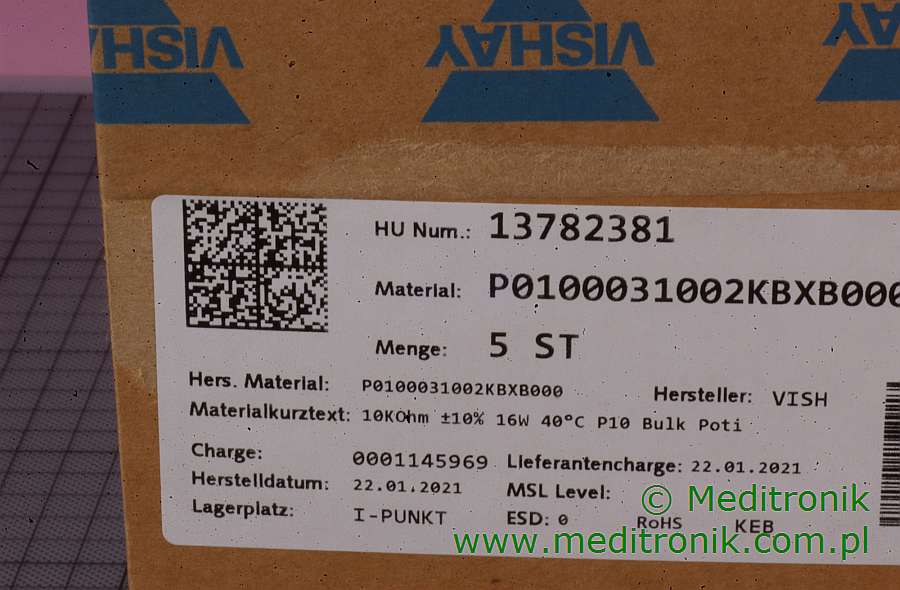 VISHAY
VISHAY
HU Num.: 13782381
Material: P0100031002KBXB000
Menge: 5 ST
Hers. Material: P0100031002KBXB000 Hersteller: VISH
Materialkurztext: 10KOhm ±10% 16W 40°C P10 Bulk Poti
Charge: 0001145969 Lieferantencharge: 22.01.2021
Herstelldatum: 22.01.2021 MSL Level:
Lagerplatz: I-PUNKT ESD: 0 RoHS KEB
© Meditronik
www.meditronik.com.pl